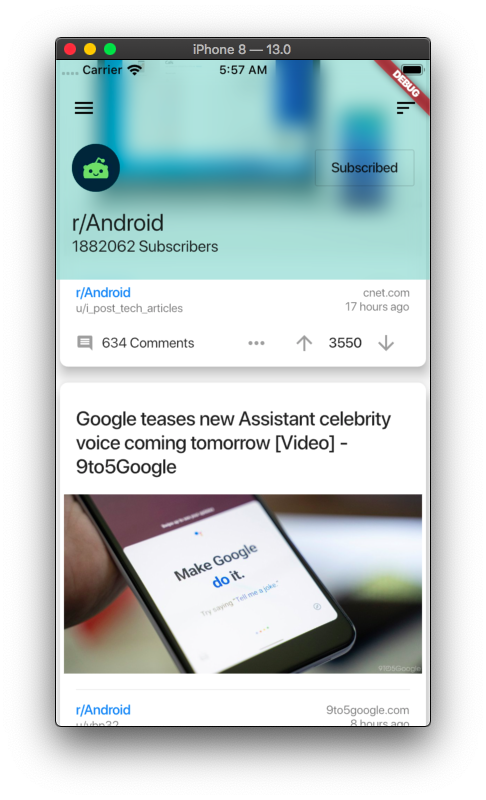 iPhone 8 — 13.0
Carrier 5:57 AM
DEBUG
Subscribed
r/Android
1882062 Subscribers
r/Android cnet.com
u/i_post_tech_articles 17 hours ago
634 Comments ••• 3550
Google teases new Assistant celebrity
voice coming tomorrow [Video] -
9to5Google
Make Google
do it.
Try saying "Tell me a joke."
9TO5Google
r/Android 9to5google.com
8 hours ago